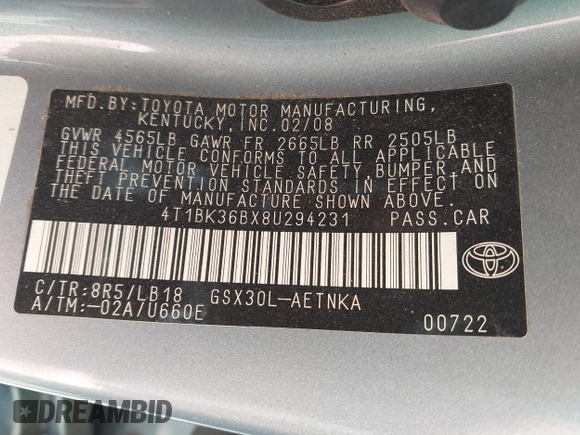 MFD.BY:TOYOTA MOTOR MANUFACTURING,
KENTUCKY,INC.02/08
GVWR 4565LB GAWR FR 2665LB RR 2505LB
THIS VEHICLE CONFORMS TO ALL APPLICABLE
FEDERAL MOTOR VEHICLE SAFETY,BUMPER,AND
THEFT PREVENTION STANDARDS IN EFFECT ON
THE DATE OF MANUFACTURE SHOWN ABOVE.
4T1BK36BX8U294231 PASS.CAR
C/TR:8R5/LB18 GSX30L-AETNKA
A/TM:-02A/U660E
00722
DREAMBID